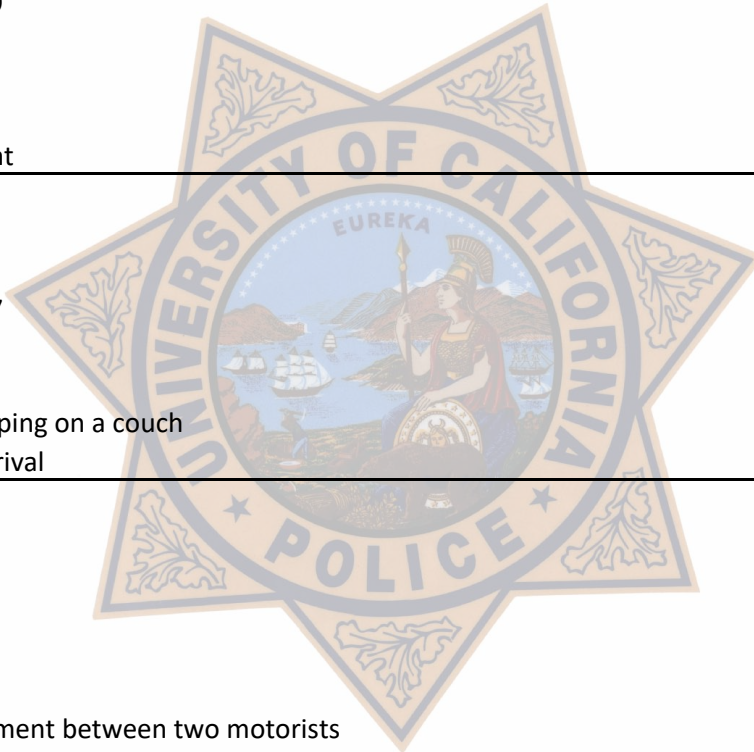 nt
UNIVERSITY OF CALIFORNIA
EUREKA
ping on a couch
rival
POLICE
ment between two motorists